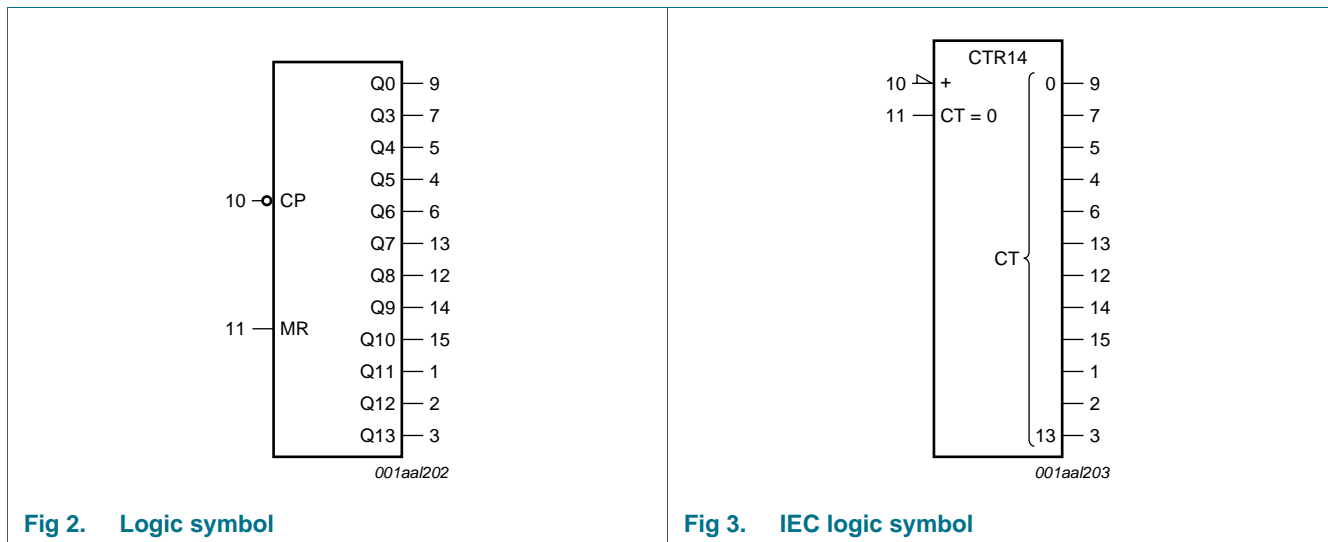 Q0 9
Q3 7
Q4 5
Q5 4
10 CP
Q6 6
Q7 13
Q8 12
Q9 14
11 MR
Q10 15
Q11 1
Q12 2
Q13 3
001aal202
Fig 2. Logic symbol
CTR14
10 + 0 9
11 CT = 0 7
5
4
6
13
CT
12
14
15
1
2
13 3
001aal203
Fig 3. IEC logic symbol